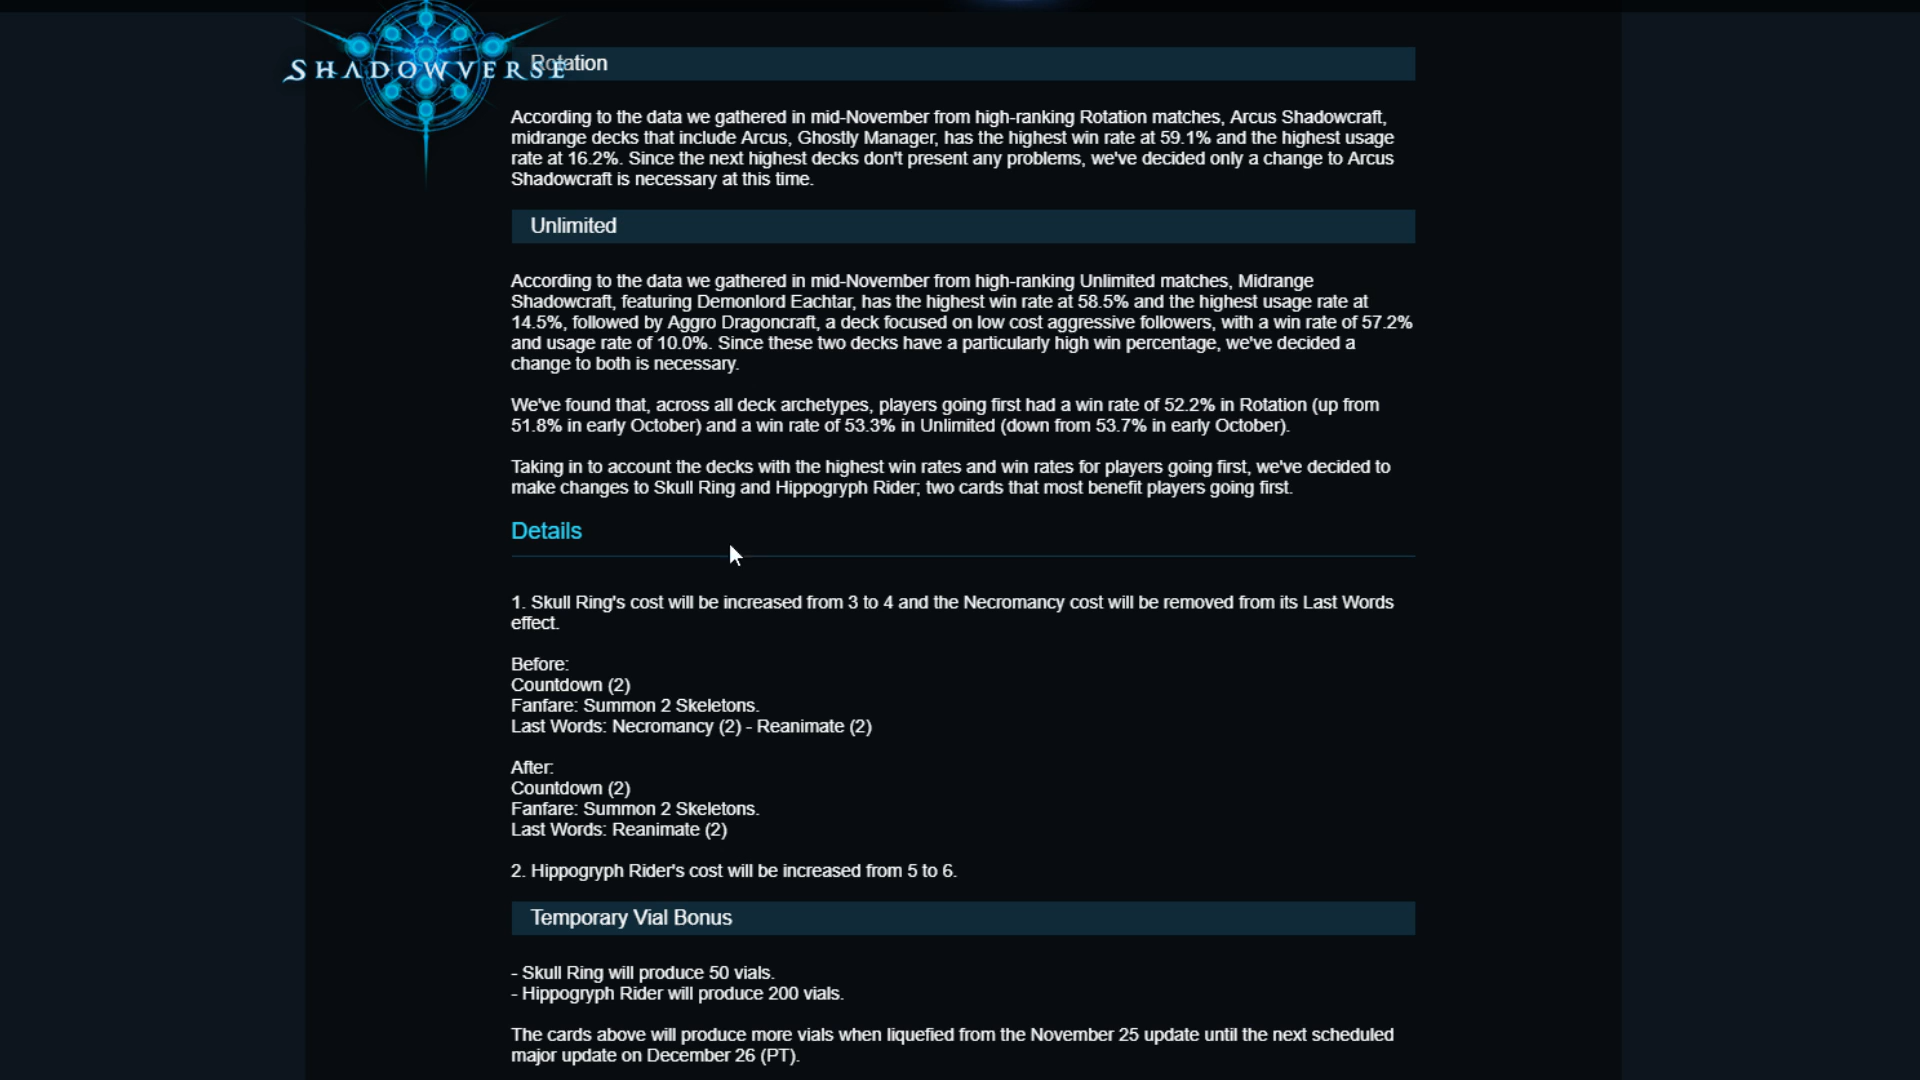 SHADOWVERSE
Rotation
According to the data we gathered in mid-November from high-ranking Rotation matches, Arcus Shadowcraft,
midrange decks that include Arcus, Ghostly Manager, has the highest win rate at 59.1% and the highest usage
rate at 16.2%. Since the next highest decks don't present any problems, we've decided only a change to Arcus
Shadowcraft is necessary at this time.
Unlimited
According to the data we gathered in mid-November from high-ranking Unlimited matches, Midrange
Shadowcraft, featuring Demonlord Eachtar, has the highest win rate at 58.5% and the highest usage rate at
14.5%, followed by Aggro Dragoncraft, a deck focused on low cost aggressive followers, with a win rate of 57.2%
and usage rate of 10.0%. Since these two decks have a particularly high win percentage, we've decided a
change to both is necessary.
We've found that, across all deck archetypes, players going first had a win rate of 52.2% in Rotation (up from
51.8% in early October) and a win rate of 53.3% in Unlimited (down from 53.7% in early October).
Taking in to account the decks with the highest win rates and win rates for players going first, we've decided to
make changes to Skull Ring and Hippogryph Rider; two cards that most benefit players going first.
Details
1. Skull Ring's cost will be increased from 3 to 4 and the Necromancy cost will be removed from its Last Words
effect.
Before:
Countdown (2)
Fanfare: Summon 2 Skeletons.
Last Words: Necromancy (2) - Reanimate (2)
After:
Countdown (2)
Fanfare: Summon 2 Skeletons.
Last Words: Reanimate (2)
2. Hippogryph Rider's cost will be increased from 5 to 6.
Temporary Vial Bonus
- Skull Ring will produce 50 vials.
- Hippogryph Rider will produce 200 vials.
The cards above will produce more vials when liquefied from the November 25 update until the next scheduled
major update on December 26 (PT).